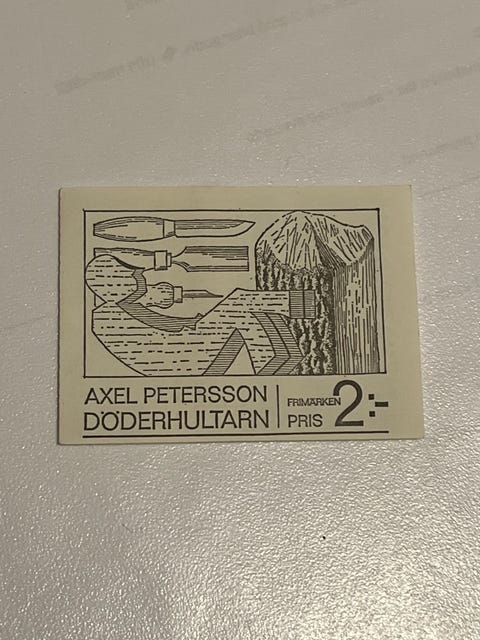 AXEL PETERSSON
DÖDERHULTARN
FRIMÄRKEN
PRIS 2:-